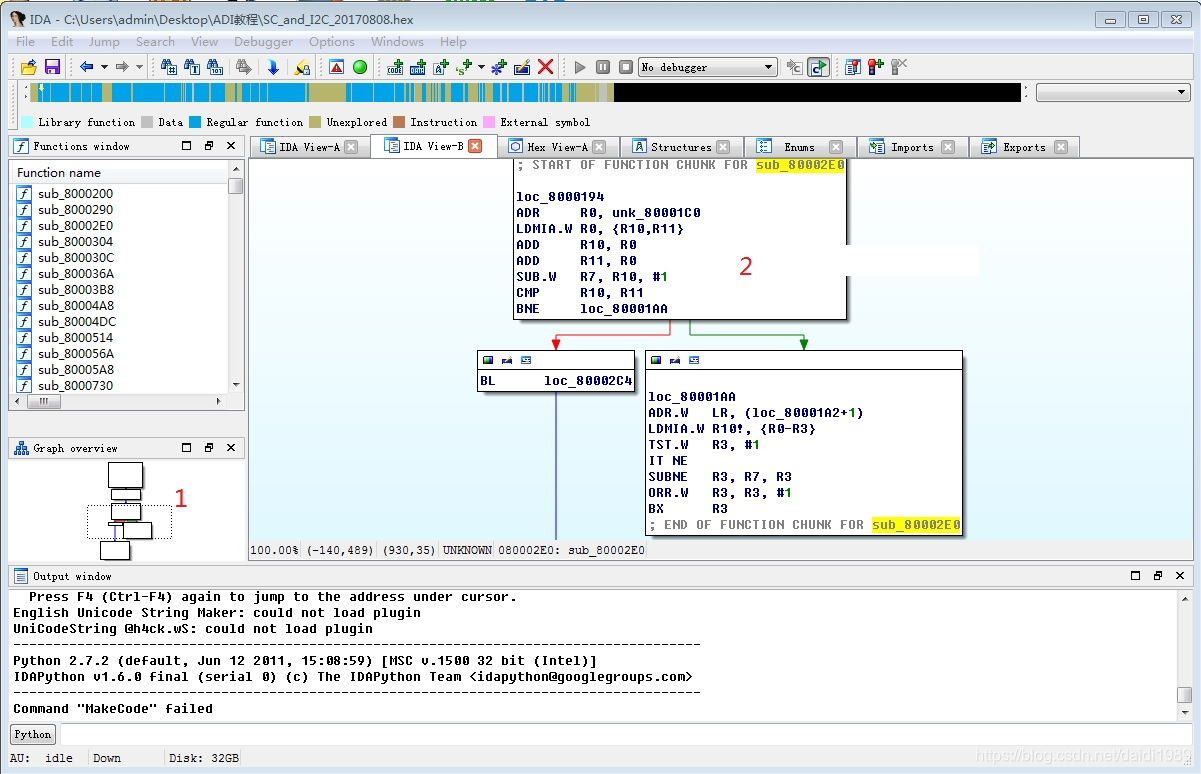 IDA - C:\Users\admin\Desktop\ADI教程\SC_and_I2C_20170808.hex
File Edit Jump Search View Debugger Options Windows Help
No debugger
Library function Data Regular function Unexplored Instruction External symbol
Functions window
IDA View-A IDA View-B Hex View-A Structures Enums Imports Exports
Function name
sub_8000200
sub_8000290
sub_80002E0
sub_8000304
sub_800030C
sub_800036A
sub_80003B8
sub_80004A8
sub_80004DC
sub_8000514
sub_800056A
sub_80005A8
sub_8000730
Graph overview
1
; START OF FUNCTION CHUNK FOR sub_80002E0
loc_8000194
ADR R0, unk_80001C0
LDMIA.W R0, {R10,R11}
ADD R10, R0
ADD R11, R0
SUB.W R7, R10, #1
CMP R10, R11
BNE loc_80001AA
2
BL loc_80002C4
loc_80001AA
ADR.W LR, (loc_80001A2+1)
LDMIA.W R10!, {R0-R3}
TST.W R3, #1
IT NE
SUBNE R3, R7, R3
ORR.W R3, R3, #1
BX R3
; END OF FUNCTION CHUNK FOR sub_80002E0
100.00% (-140,489) (930,35) UNKNOWN 080002E0: sub_80002E0
Output window
Press F4 (Ctrl-F4) again to jump to the address under cursor.
English Unicode String Maker: could not load plugin
UniCodeString @h4ck.wS: could not load plugin
---------------------------------------------------------------------------------------------
Python 2.7.2 (default, Jun 12 2011, 15:08:59) [MSC v.1500 32 bit (Intel)]
IDAPython v1.6.0 final (serial 0) (c) The IDAPython Team <idapython@googlegroups.com>
---------------------------------------------------------------------------------------------
Command "MakeCode" failed
Python
AU: idle Down Disk: 32GB
https://blog.csdn.net/daidi1989